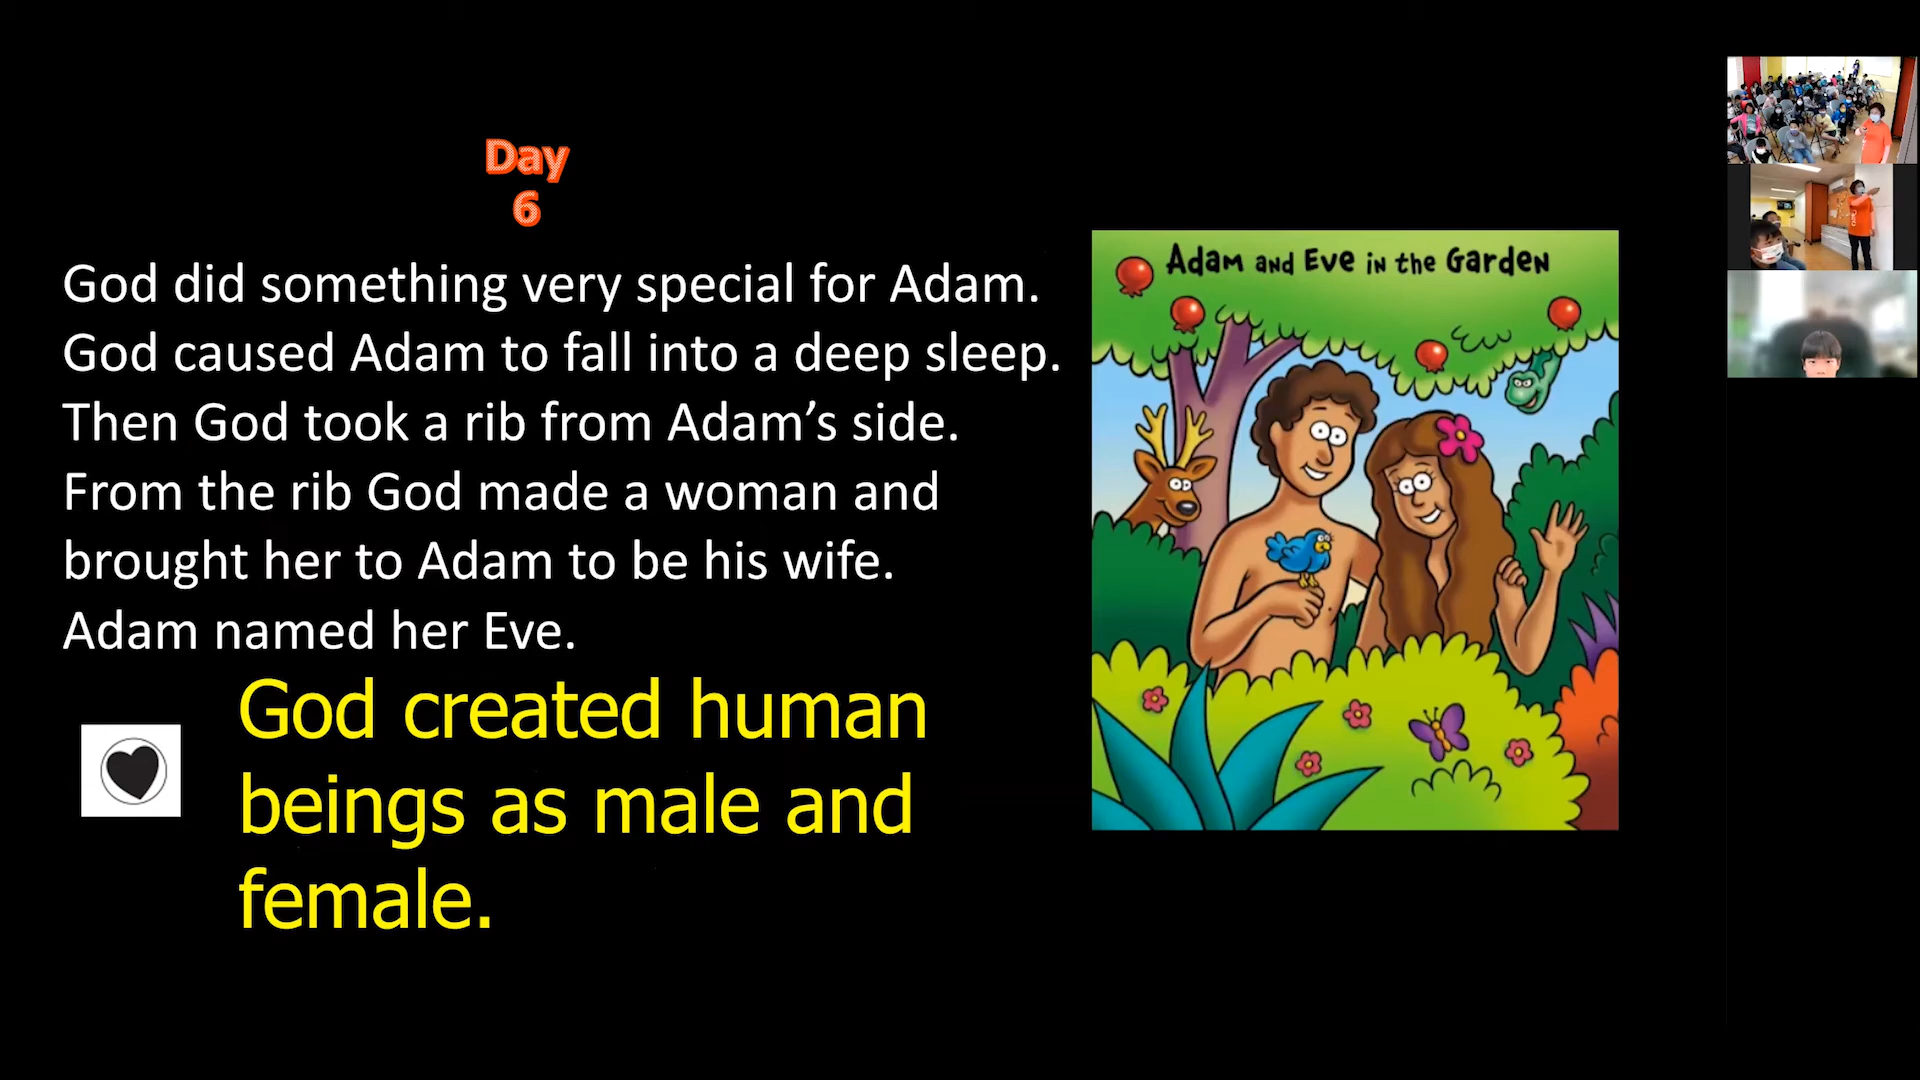 Day
6
God did something very special for Adam.
God caused Adam to fall into a deep sleep.
Then God took a rib from Adam’s side.
From the rib God made a woman and
brought her to Adam to be his wife.
Adam named her Eve.
God created human
beings as male and
female.
Adam and Eve in the Garden